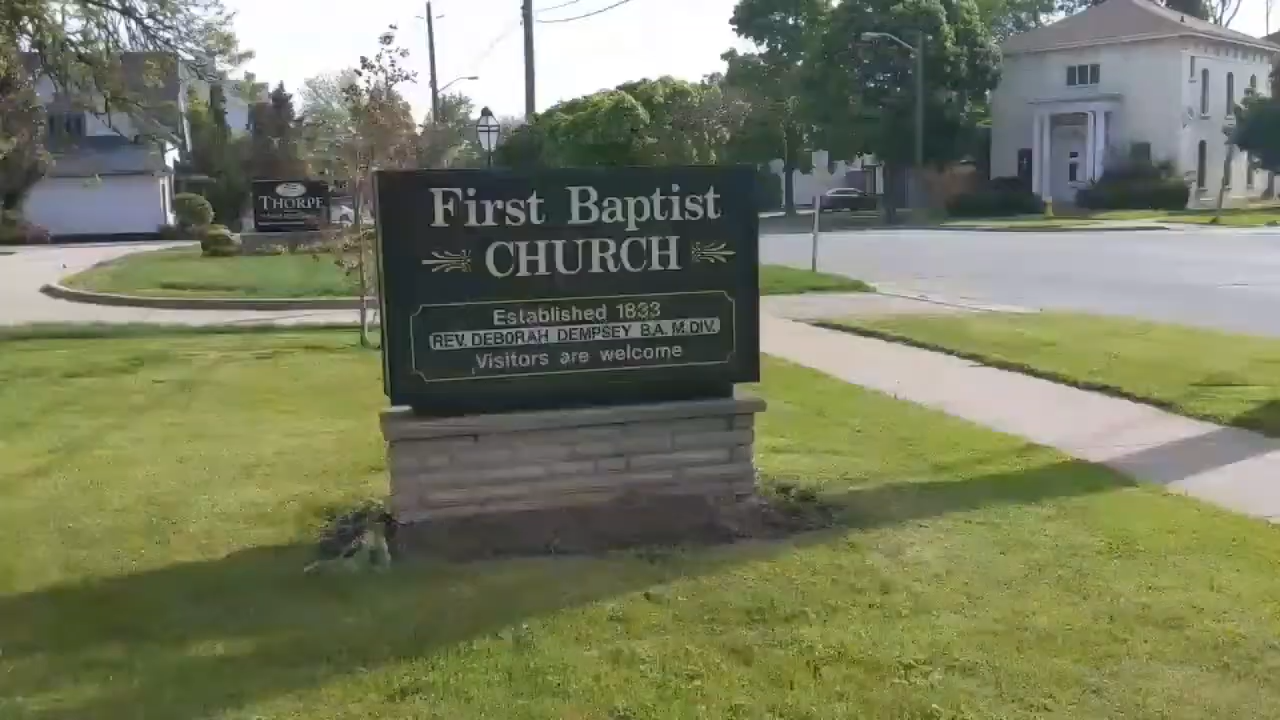 First Baptist
CHURCH
Established 1833
REV. DEBORAH DEMPSEY B.A. M.DIV.
Visitors are welcome
THORPE